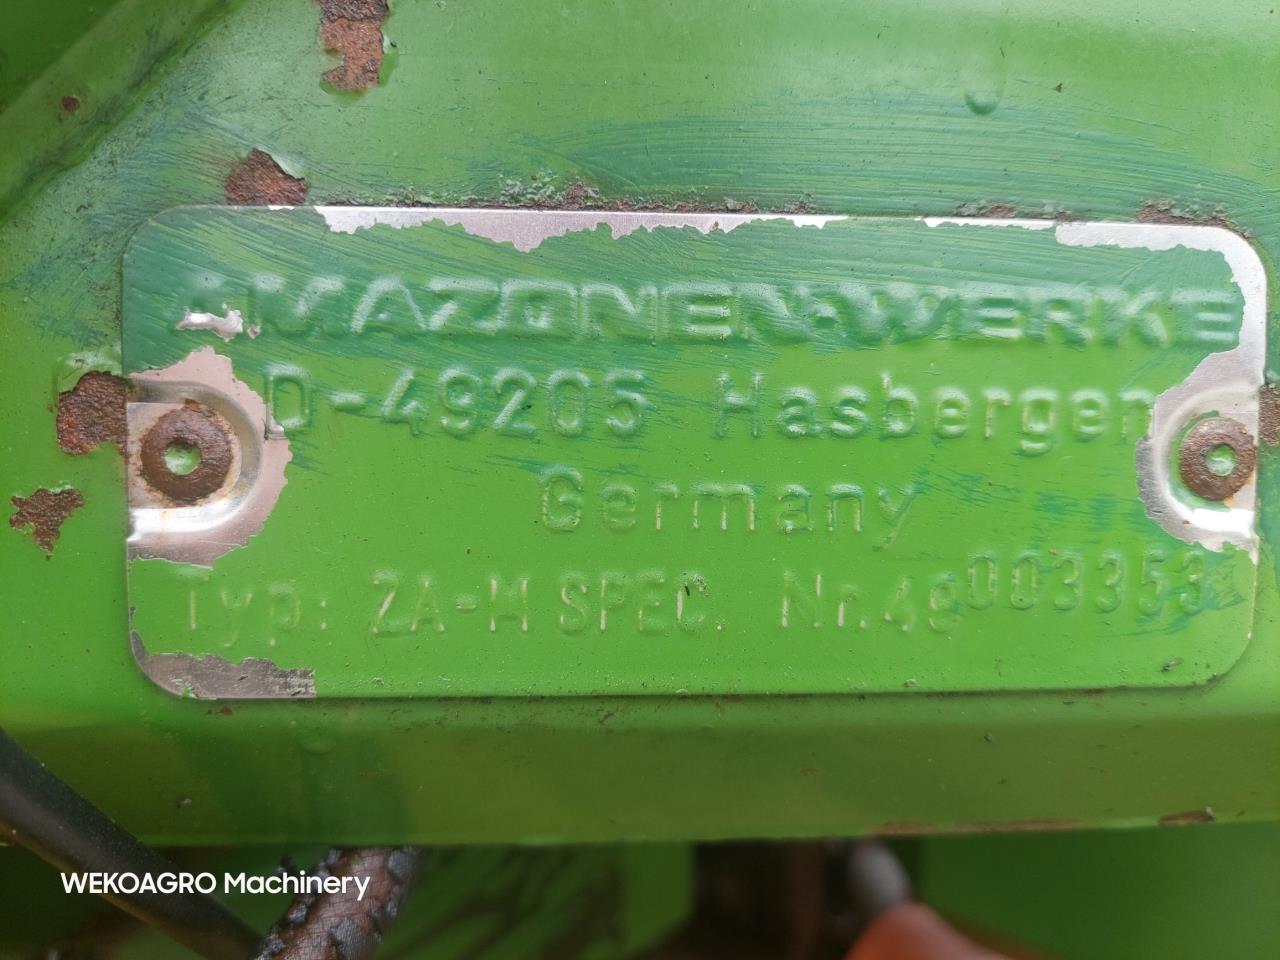 AMAZONEN-WERKE
D-49205 Hasbergen
Germany
Typ: ZA-M SPEC. Nr. 49003353
WEKOAGRO Machinery